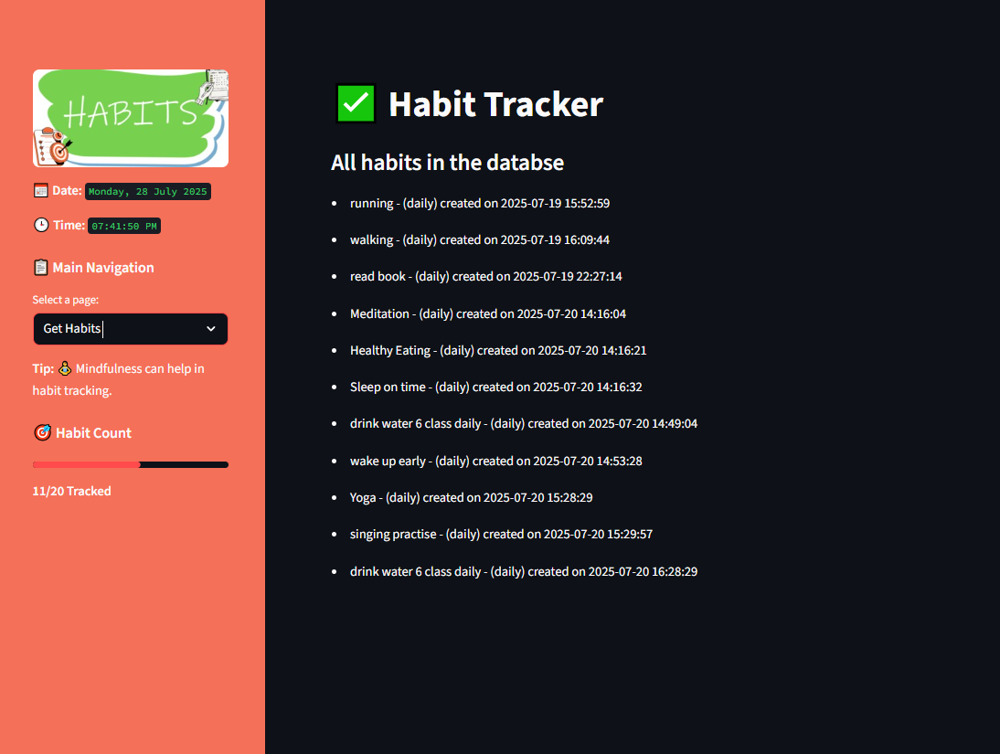 HABITS
Date: Monday, 28 July 2025
Time: 07:41:50 PM
Main Navigation
Select a page:
Get Habits
Tip: Mindfulness can help in
habit tracking.
Habit Count
11/20 Tracked
Habit Tracker
All habits in the databse
running - (daily) created on 2025-07-19 15:52:59
walking - (daily) created on 2025-07-19 16:09:44
read book - (daily) created on 2025-07-19 22:27:14
Meditation - (daily) created on 2025-07-20 14:16:04
Healthy Eating - (daily) created on 2025-07-20 14:16:21
Sleep on time - (daily) created on 2025-07-20 14:16:32
drink water 6 class daily - (daily) created on 2025-07-20 14:49:04
wake up early - (daily) created on 2025-07-20 14:53:28
Yoga - (daily) created on 2025-07-20 15:28:29
singing practise - (daily) created on 2025-07-20 15:29:57
drink water 6 class daily - (daily) created on 2025-07-20 16:28:29